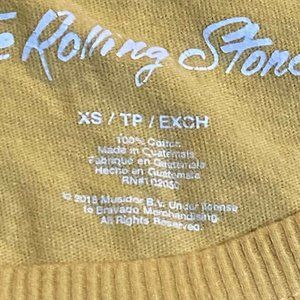 e Rolling Stone
XS / TP / EXCH
100% Cotton
Made in Guatemala
Fabriqué en Guatemala
Hecho en Guatemala
© 2018 Musidor B.V. Under license
to Bravado Merchandising.
All Rights Reserved.